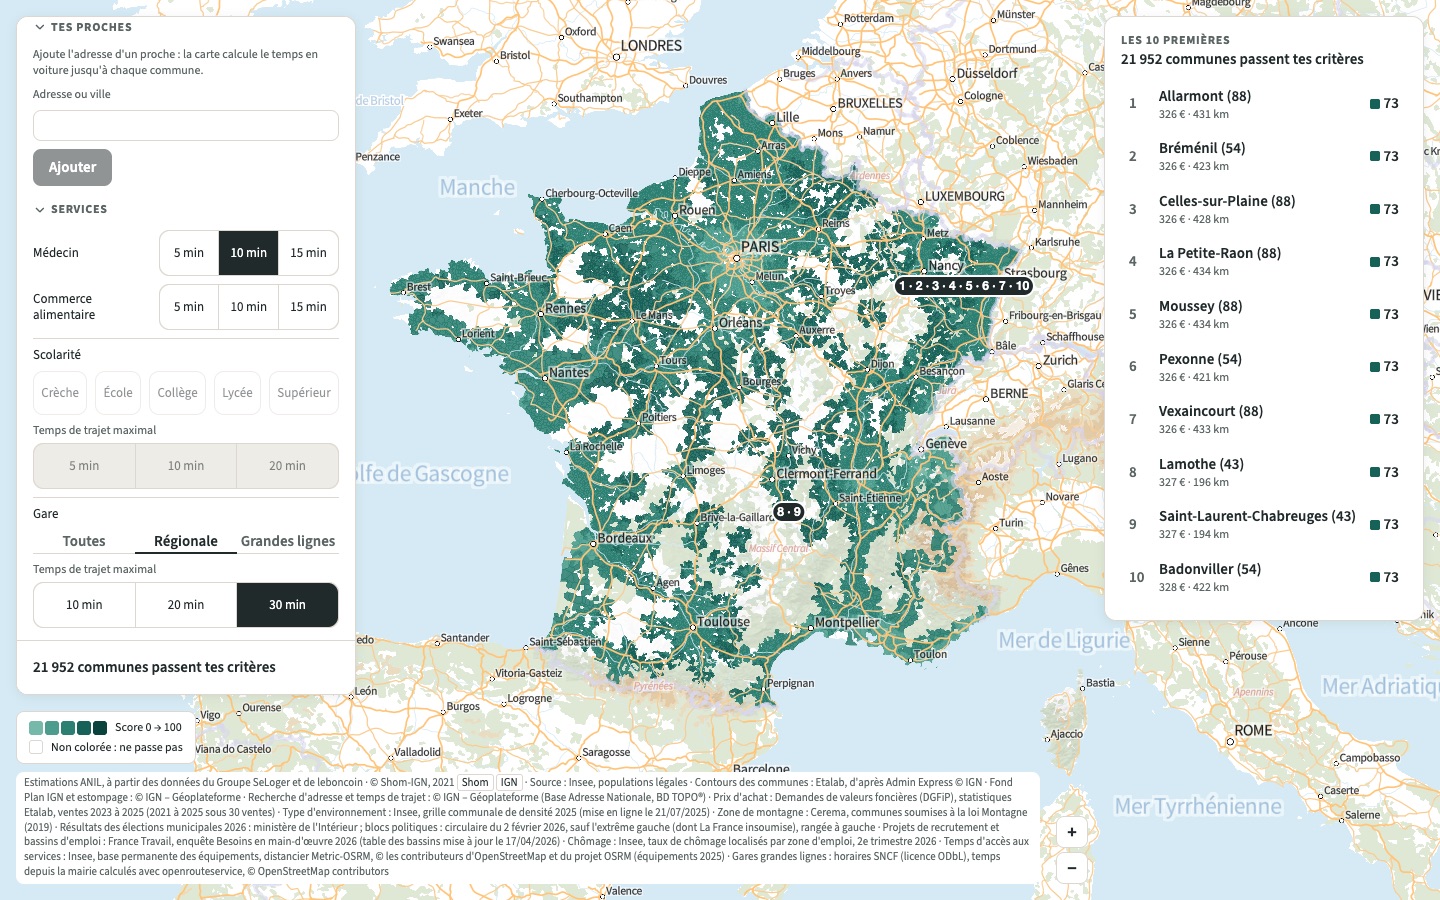 TES PROCHES
Ajoute l'adresse d'un proche : la carte calcule le temps en
voiture jusqu'à chaque commune.
Adresse ou ville
Ajouter
SERVICES
Médecin
5 min
10 min
15 min
Commerce
alimentaire
5 min
10 min
15 min
Scolarité
Crèche
École
Collège
Lycée
Supérieur
Temps de trajet maximal
5 min
10 min
20 min
Gare
Toutes
Régionale
Grandes lignes
Temps de trajet maximal
10 min
20 min
30 min
21 952 communes passent tes critères
Score 0 → 100
Non colorée : ne passe pas
LES 10 PREMIÈRES
21 952 communes passent tes critères
1
Allarmont (88)
326 € · 431 km
73
2
Bréménil (54)
326 € · 423 km
73
3
Celles-sur-Plaine (88)
326 € · 428 km
73
4
La Petite-Raon (88)
326 € · 434 km
73
5
Moussey (88)
326 € · 434 km
73
6
Pexonne (54)
326 € · 421 km
73
7
Vexaincourt (88)
326 € · 433 km
73
8
Lamothe (43)
327 € · 196 km
73
9
Saint-Laurent-Chabreuges (43)
327 € · 194 km
73
10
Badonviller (54)
328 € · 422 km
73
Magdebourg
Rotterdam
Münster
Swansea
Oxford
LONDRES
Bristol
Middelbourg
Dortmund
Bruges
Anvers
Düsseldorf
Douvres
Southampton
BRUXELLES
Cologne
Exeter
Lille
Mons
Namur
Coblence
Penzance
Arras
Wiesbaden
Manche
Dieppe
Amiens
Ardennes
Cherbourg-Octeville
LUXEMBOURG
Mannheim
Rouen
Caen
Reims
Metz
Karlsruhe
PARIS
Nancy
Strasbourg
Saint-Brieuc
Melun
Brest
1 · 2 · 3 · 4 · 5 · 6 · 7 · 10
Troyes
Rennes
Le Mans
Orléans
Fribourg-en-Brisgau
Lorient
Auxerre
Schaffhouse
Bâle
Tours
Zurich
Nantes
Dijon
Besançon
Bourges
BERNE
Jura
Poitiers
Lausanne
La Rochelle
Genève
Vichy
Lugano
Limoges
Clermont-Ferrand
Aoste
Saint-Étienne
Novare
8 · 9
Brive-la-Gaillarde
Turin
Bordeaux
Massif Central
Gênes
Agen
Toulouse
Montpellier
Mer de Ligurie
Saint-Sébastien
Santander
Toulon
Sienne
Ancône
Pérouse
Vitoria-Gasteiz
Pyrénées
Perpignan
Bastia
León
Logrogne
Apennins
Burgos
Vigo
Ourense
Ajaccio
ROME
Viana do Castelo
Valladolid
Saragosse
Campobasso
Barcelone
Mer Tyrrhénienne
Caserte
Salerne
Valence
Estimations ANIL, à partir des données du Groupe SeLoger et de leboncoin · © Shom-IGN, 2021 Shom IGN · Source : Insee, populations légales · Contours des communes : Etalab, d'après Admin Express © IGN · Fond
Plan IGN et estompage : © IGN – Géoplateforme · Recherche d'adresse et temps de trajet : © IGN – Géoplateforme (Base Adresse Nationale, BD TOPO®) · Prix d'achat : Demandes de valeurs foncières (DGFiP), statistiques
Etalab, ventes 2023 à 2025 (2021 à 2025 sous 30 ventes) · Type d'environnement : Insee, grille communale de densité 2025 (mise en ligne le 21/07/2025) · Zone de montagne : Cerema, communes soumises à la loi Montagne
(2019) · Résultats des élections municipales 2026 : ministère de l'Intérieur ; blocs politiques : circulaire du 2 février 2026, sauf l'extrême gauche (dont La France insoumise), rangée à gauche · Projets de recrutement et
bassins d'emploi : France Travail, enquête Besoins en main-d'œuvre 2026 (table des bassins mise à jour le 17/04/2026) · Chômage : Insee, taux de chômage localisés par zone d'emploi, 2e trimestre 2026 · Temps d'accès aux
services : Insee, base permanente des équipements, distancier Metric-OSRM, © les contributeurs d'OpenStreetMap et du projet OSRM (équipements 2025) · Gares grandes lignes : horaires SNCF (licence ODbL), temps
depuis la mairie calculés avec openrouteservice, © OpenStreetMap contributors
+
−